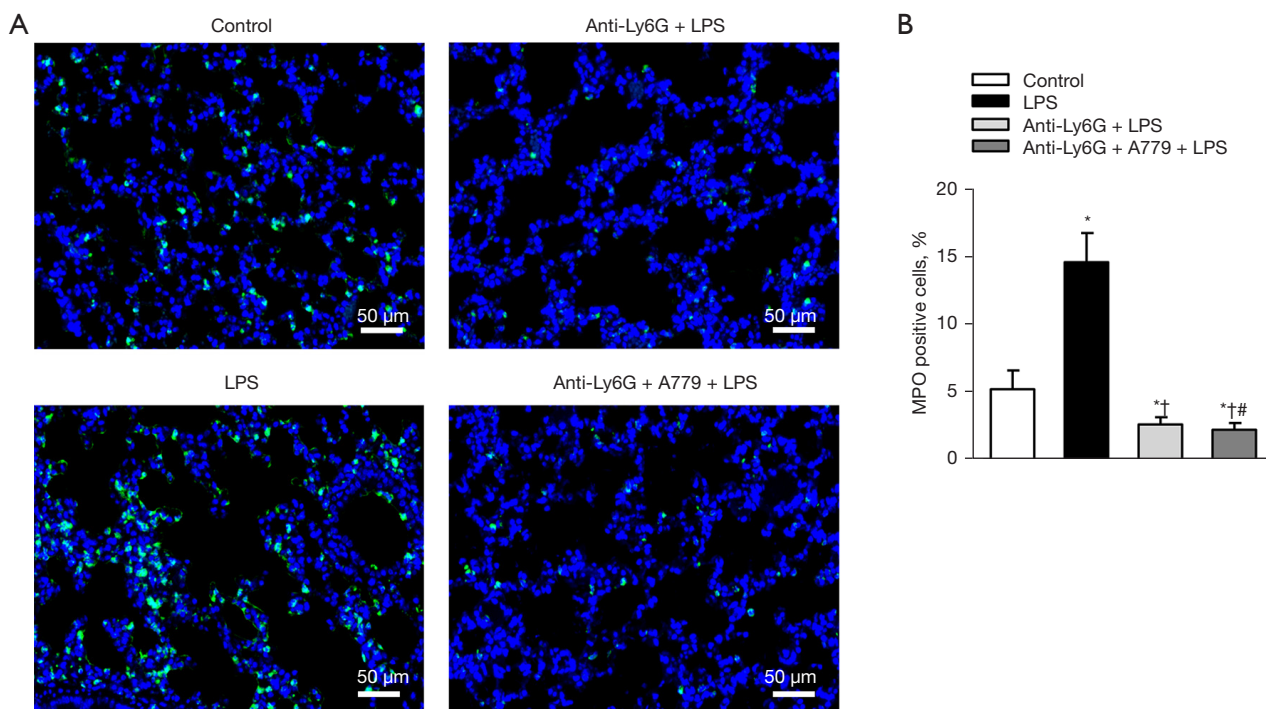 A
Control
Anti-Ly6G + LPS
50 µm
50 µm
LPS
Anti-Ly6G + A779 + LPS
50 µm
50 µm
B
Control
LPS
Anti-Ly6G + LPS
Anti-Ly6G + A779 + LPS
MPO positive cells, %
20
15
10
5
0
*
*†
*†#